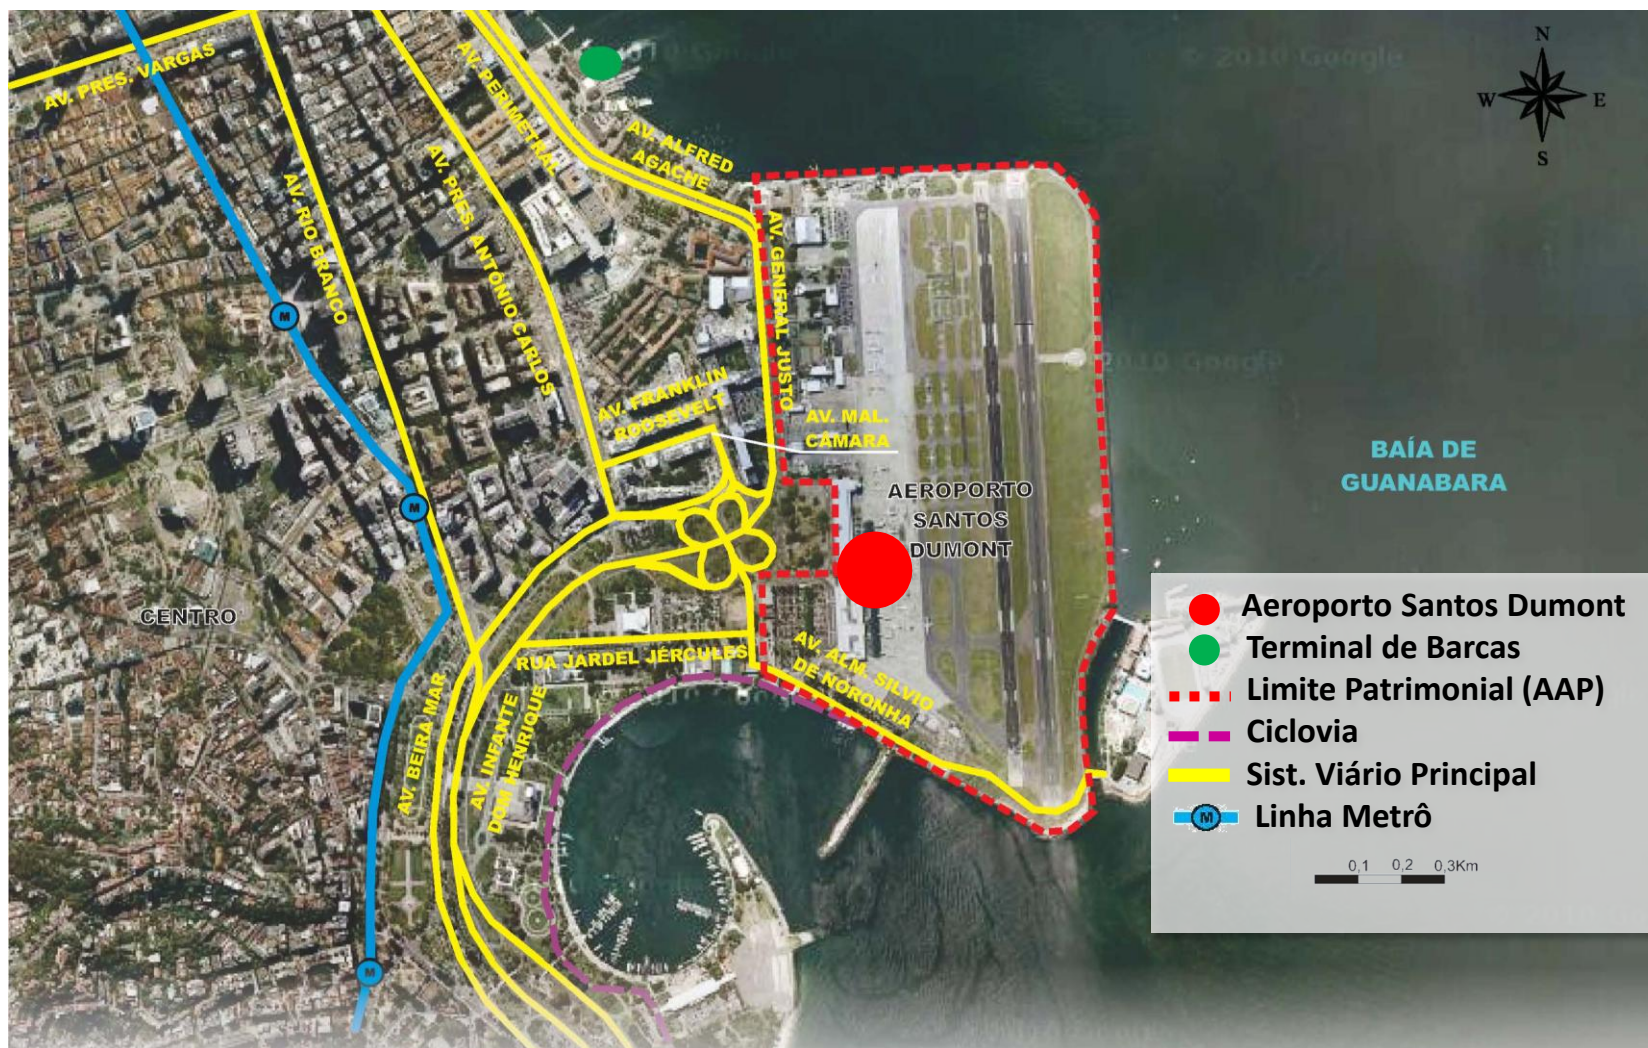 2010 Google
© 2010 Google
N
W
E
S
AV. PRES. VARGAS
AV. PERIMETRAL
AV. ALFRED
AGACHE
AV. RIO BRANCO
AV. PRES. ANTÔNIO CARLOS
AV. GENERAL JUSTO
M
2010 Google
AV. FRANKLIN
ROOSEVELT
AV. MAL.
CÂMARA
BAÍA DE
GUANABARA
M
AEROPORTO
SANTOS
DUMONT
CENTRO
RUA JARDEL JÉRCULES
AV. ALM. SILVIO
DE NORONHA
AV. BEIRA MAR
AV. INFANTE
DOM HENRIQUE
M
Aeroporto Santos Dumont
Terminal de Barcas
Limite Patrimonial (AAP)
Ciclovia
Sist. Viário Principal
M Linha Metrô
0,1 0,2 0,3Km